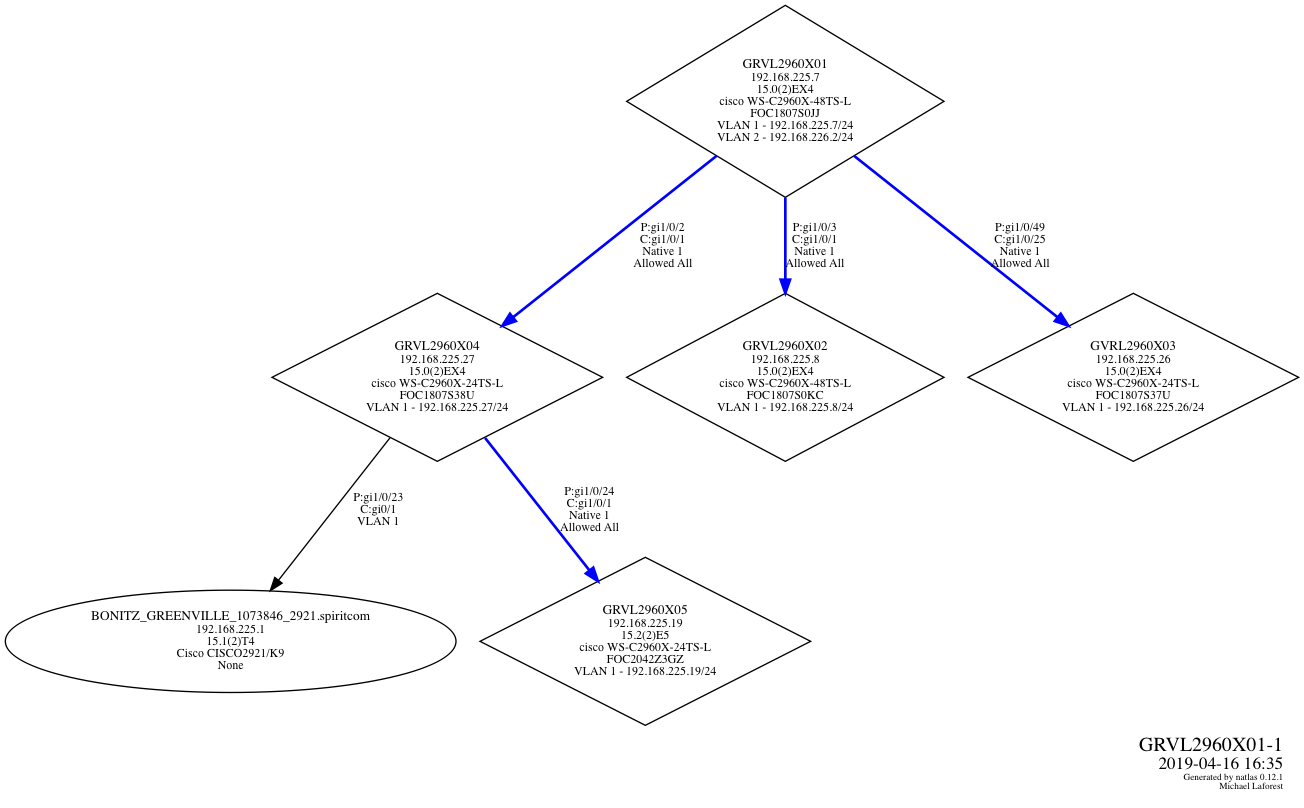 GRVL2960X01
192.168.225.7
15.0(2)EX4
cisco WS-C2960X-48TS-L
FOC1807S0JJ
VLAN 1 - 192.168.225.7/24
VLAN 2 - 192.168.226.2/24
P:gi1/0/2
C:gi1/0/1
Native 1
Allowed All
P:gi1/0/3
C:gi1/0/1
Native 1
Allowed All
P:gi1/0/49
C:gi1/0/25
Native 1
Allowed All
GRVL2960X04
192.168.225.27
15.0(2)EX4
cisco WS-C2960X-24TS-L
FOC1807S38U
VLAN 1 - 192.168.225.27/24
GRVL2960X02
192.168.225.8
15.0(2)EX4
cisco WS-C2960X-48TS-L
FOC1807S0KC
VLAN 1 - 192.168.225.8/24
GVRL2960X03
192.168.225.26
15.0(2)EX4
cisco WS-C2960X-24TS-L
FOC1807S37U
VLAN 1 - 192.168.225.26/24
P:gi1/0/23
C:gi0/1
VLAN 1
P:gi1/0/24
C:gi1/0/1
Native 1
Allowed All
BONITZ_GREENVILLE_1073846_2921.spiritcom
192.168.225.1
15.1(2)T4
Cisco CISCO2921/K9
None
GRVL2960X05
192.168.225.19
15.2(2)E5
cisco WS-C2960X-24TS-L
FOC2042Z3GZ
VLAN 1 - 192.168.225.19/24
GRVL2960X01-1
2019-04-16 16:35
Generated by natlas 0.12.1
Michael Laforest